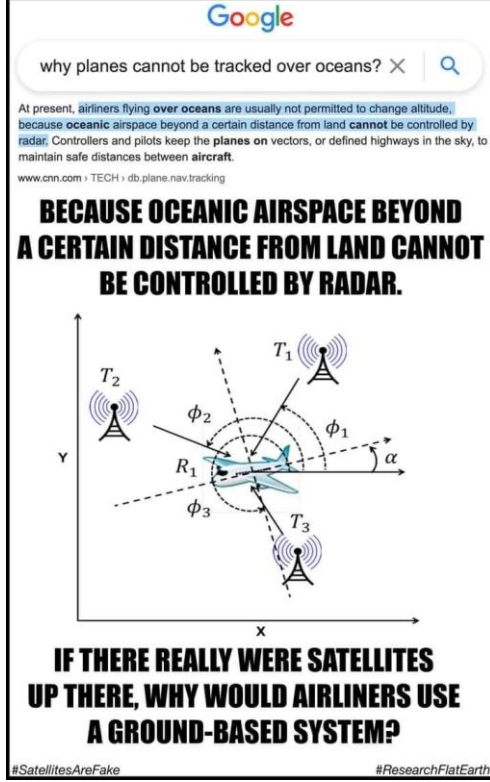 Google
why planes cannot be tracked over oceans?
At present, airliners flying over oceans are usually not permitted to change altitude,
because oceanic airspace beyond a certain distance from land cannot be controlled by
radar. Controllers and pilots keep the planes on vectors, or defined highways in the sky, to
maintain safe distances between aircraft.
www.cnn.com › TECH › db.plane.nav.tracking
BECAUSE OCEANIC AIRSPACE BEYOND
A CERTAIN DISTANCE FROM LAND CANNOT
BE CONTROLLED BY RADAR.
T₁
T₂
ϕ₂
ϕ₁
Y
R₁
α
ϕ₃
T₃
X
IF THERE REALLY WERE SATELLITES
UP THERE, WHY WOULD AIRLINERS USE
A GROUND-BASED SYSTEM?
#SatellitesAreFake
#ResearchFlatEarth